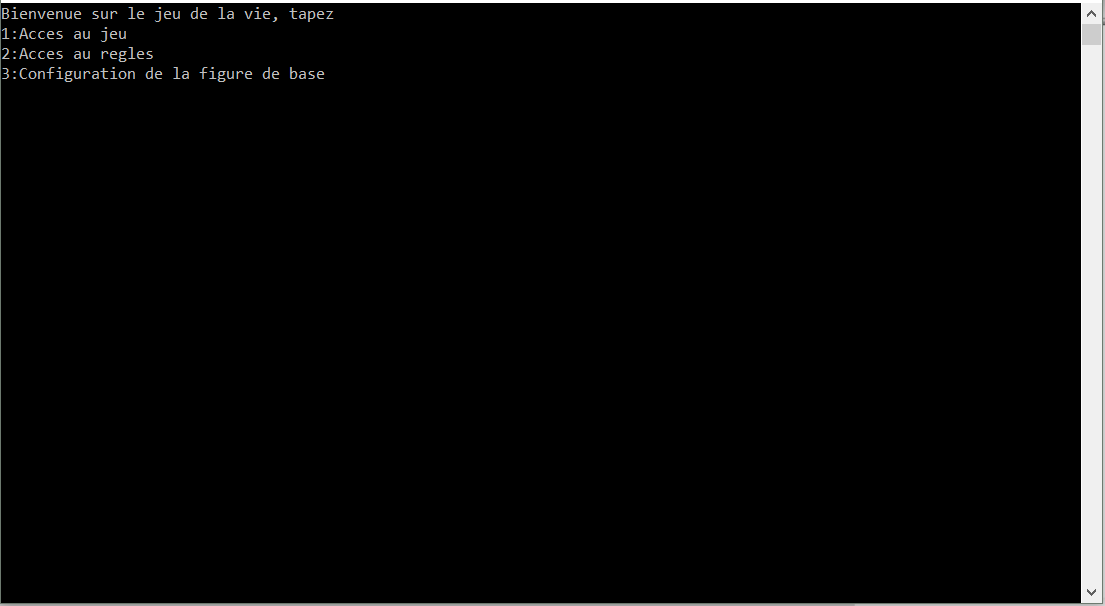 Bienvenue sur le jeu de la vie, tapez
1:Acces au jeu
2:Acces au regles
3:Configuration de la figure de base